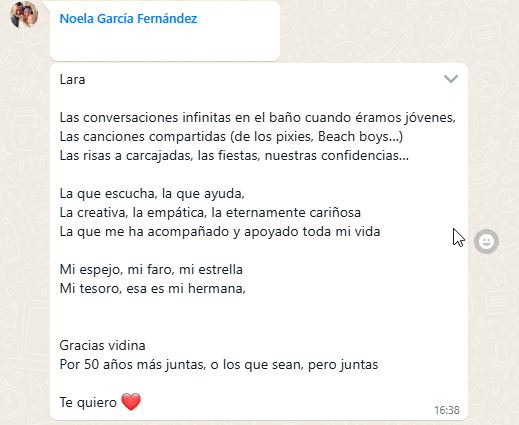 Noela García Fernández
Lara
Las conversaciones infinitas en el baño cuando éramos jóvenes,
Las canciones compartidas (de los pixies, Beach boys...)
Las risas a carcajadas, las fiestas, nuestras confidencias...
La que escucha, la que ayuda,
La creativa, la empática, la eternamente cariñosa
La que me ha acompañado y apoyado toda mi vida
Mi espejo, mi faro, mi estrella
Mi tesoro, esa es mi hermana,
Gracias vidina
Por 50 años más juntas, o los que sean, pero juntas
Te quiero ❤️
16:38